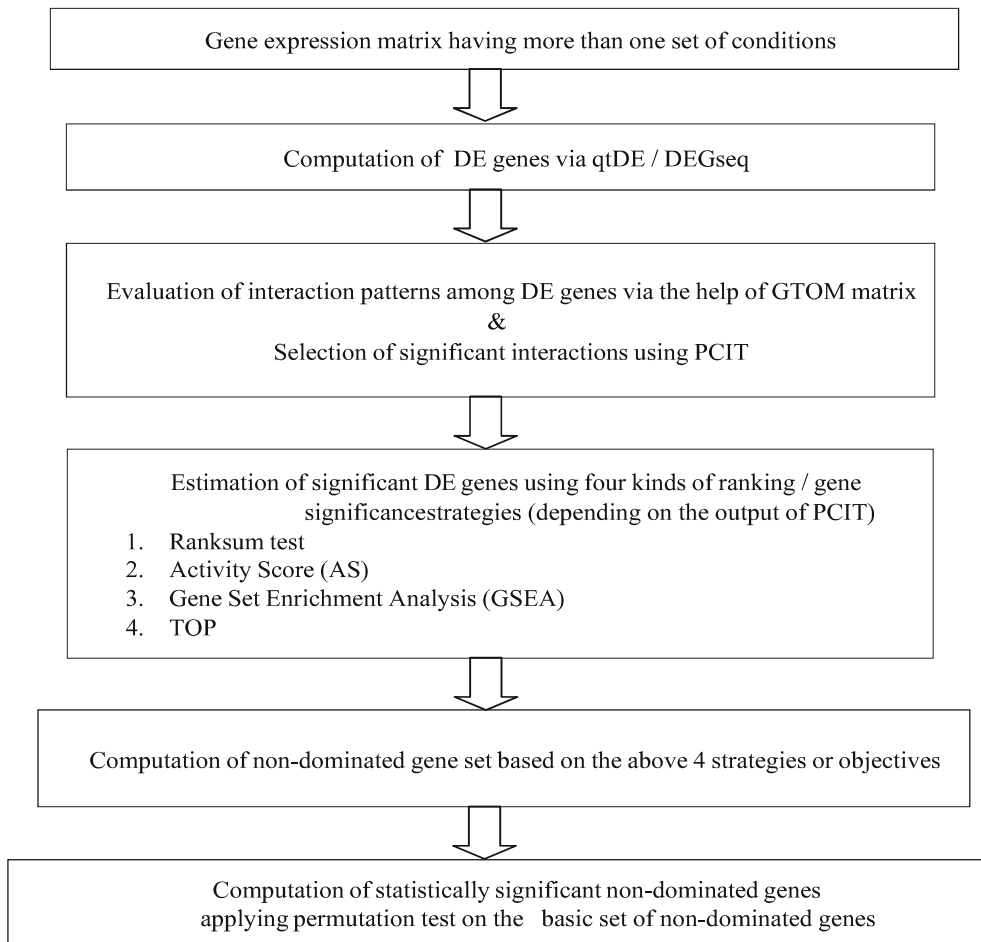 Gene expression matrix having more than one set of conditions
Computation of DE genes via qtDE / DEGseq
Evaluation of interaction patterns among DE genes via the help of GTOM matrix
&
Selection of significant interactions using PCIT
Estimation of significant DE genes using four kinds of ranking / gene
significancestrategies (depending on the output of PCIT)
1. Ranksum test
2. Activity Score (AS)
3. Gene Set Enrichment Analysis (GSEA)
4. TOP
Computation of non-dominated gene set based on the above 4 strategies or objectives
Computation of statistically significant non-dominated genes
applying permutation test on the basic set of non-dominated genes